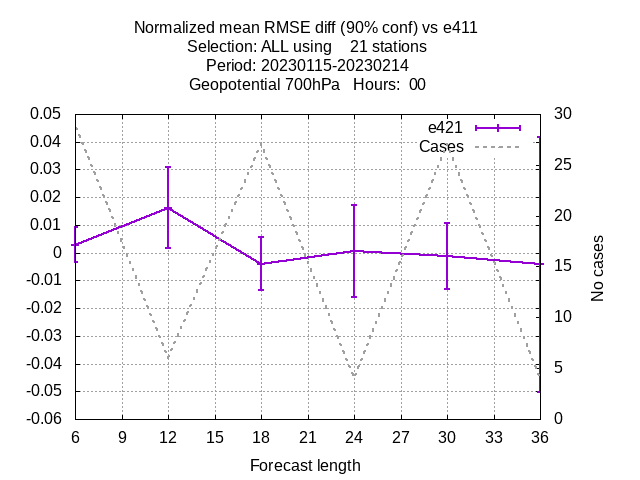 Normalized mean RMSE diff (90% conf) vs e411
Selection: ALL using    21 stations
Period: 20230115-20230214
Geopotential 700hPa   Hours:  00
e421
Cases
0.05
0.04
0.03
0.02
0.01
0
-0.01
-0.02
-0.03
-0.04
-0.05
-0.06
30
25
20
15
10
5
0
No cases
6 9 12 15 18 21 24 27 30 33 36
Forecast length